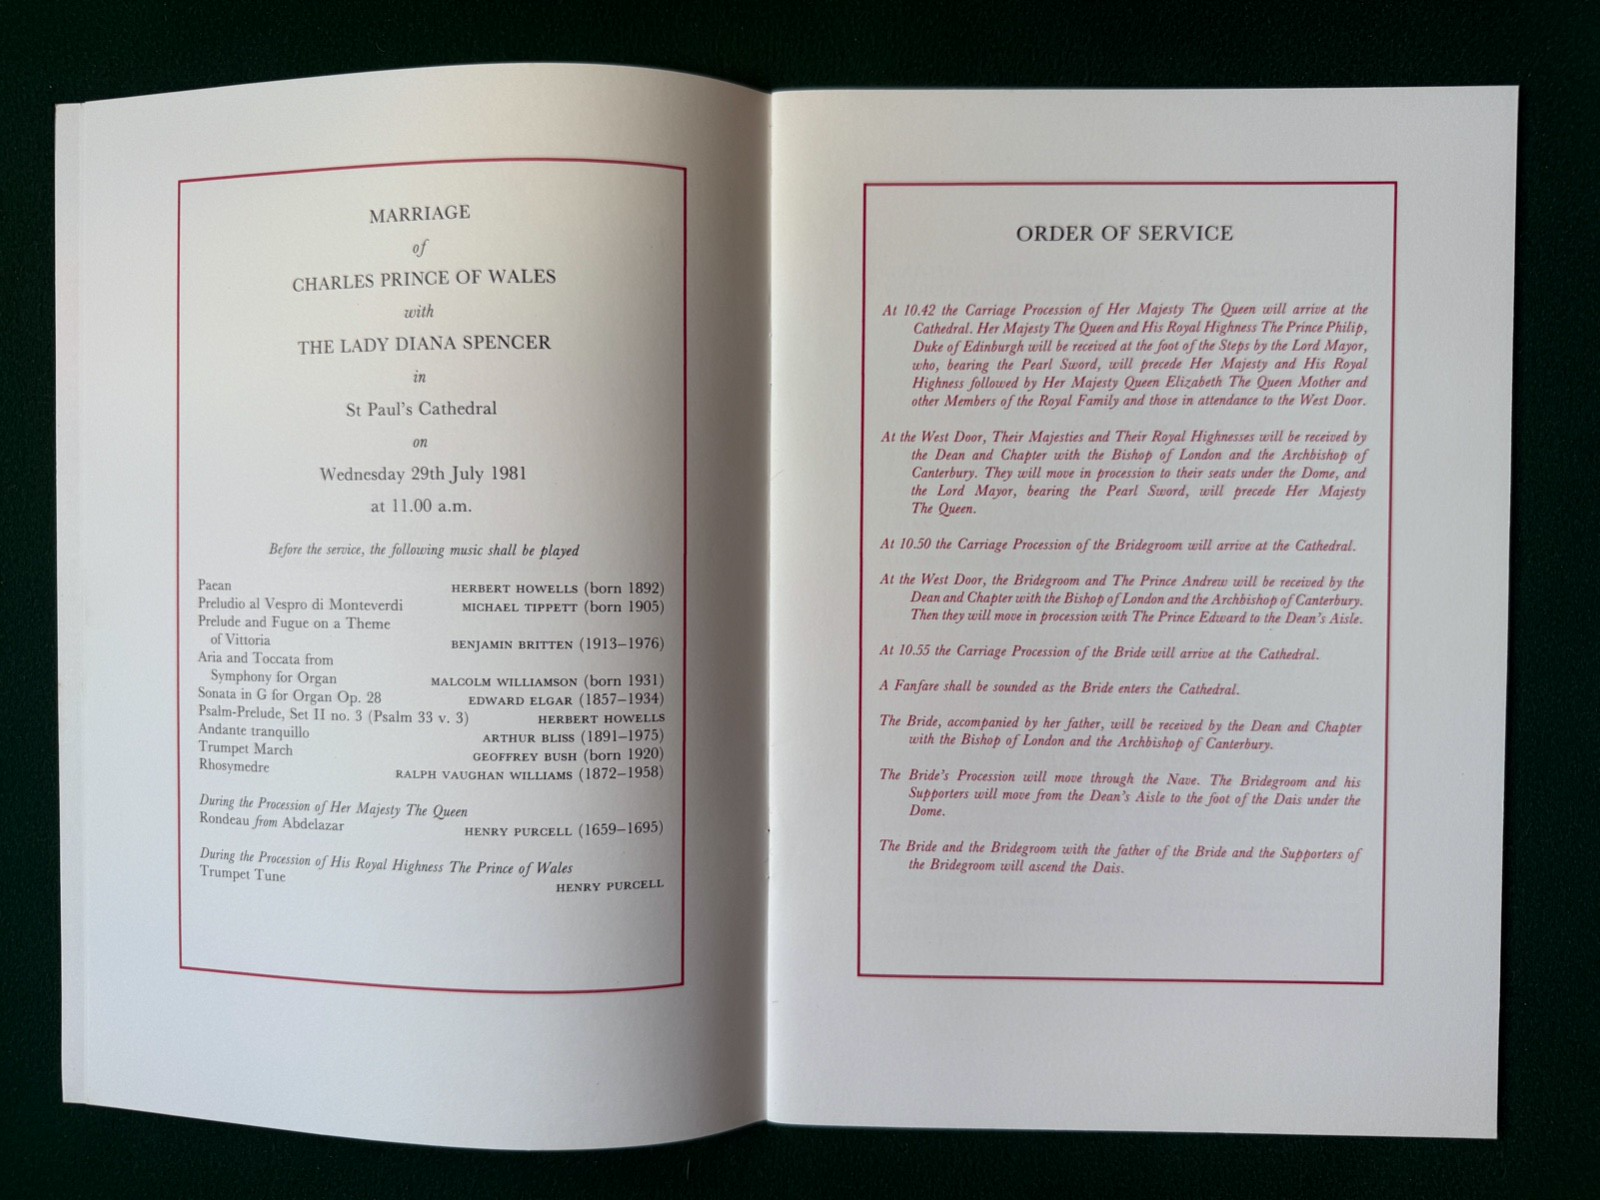 MARRIAGE
of
CHARLES PRINCE OF WALES
with
THE LADY DIANA SPENCER
in
St Paul's Cathedral
on
Wednesday 29th July 1981
at 11.00 a.m.
Before the service, the following music shall be played
Paean HERBERT HOWELLS (born 1892)
Preludio al Vespro di Monteverdi MICHAEL TIPPETT (born 1905)
Prelude and Fugue on a Theme
of Vittoria BENJAMIN BRITTEN (1913–1976)
Aria and Toccata from
Symphony for Organ MALCOLM WILLIAMSON (born 1931)
Sonata in G for Organ Op. 28 EDWARD ELGAR (1857–1934)
Psalm-Prelude, Set II no. 3 (Psalm 33 v. 3) HERBERT HOWELLS
Andante tranquillo ARTHUR BLISS (1891–1975)
Trumpet March GEOFFREY BUSH (born 1920)
Rhosymedre RALPH VAUGHAN WILLIAMS (1872–1958)
During the Procession of Her Majesty The Queen
Rondeau from Abdelazar HENRY PURCELL (1659–1695)
During the Procession of His Royal Highness The Prince of Wales
Trumpet Tune HENRY PURCELL
ORDER OF SERVICE
At 10.42 the Carriage Procession of Her Majesty The Queen will arrive at the
Cathedral. Her Majesty The Queen and His Royal Highness The Prince Philip,
Duke of Edinburgh will be received at the foot of the Steps by the Lord Mayor,
who, bearing the Pearl Sword, will precede Her Majesty and His Royal
Highness followed by Her Majesty Queen Elizabeth The Queen Mother and
other Members of the Royal Family and those in attendance to the West Door.
At the West Door, Their Majesties and Their Royal Highnesses will be received by
the Dean and Chapter with the Bishop of London and the Archbishop of
Canterbury. They will move in procession to their seats under the Dome, and
the Lord Mayor, bearing the Pearl Sword, will precede Her Majesty
The Queen.
At 10.50 the Carriage Procession of the Bridegroom will arrive at the Cathedral.
At the West Door, the Bridegroom and The Prince Andrew will be received by the
Dean and Chapter with the Bishop of London and the Archbishop of Canterbury.
Then they will move in procession with The Prince Edward to the Dean's Aisle.
At 10.55 the Carriage Procession of the Bride will arrive at the Cathedral.
A Fanfare shall be sounded as the Bride enters the Cathedral.
The Bride, accompanied by her father, will be received by the Dean and Chapter
with the Bishop of London and the Archbishop of Canterbury.
The Bride's Procession will move through the Nave. The Bridegroom and his
Supporters will move from the Dean's Aisle to the foot of the Dais under the
Dome.
The Bride and the Bridegroom with the father of the Bride and the Supporters of
the Bridegroom will ascend the Dais.